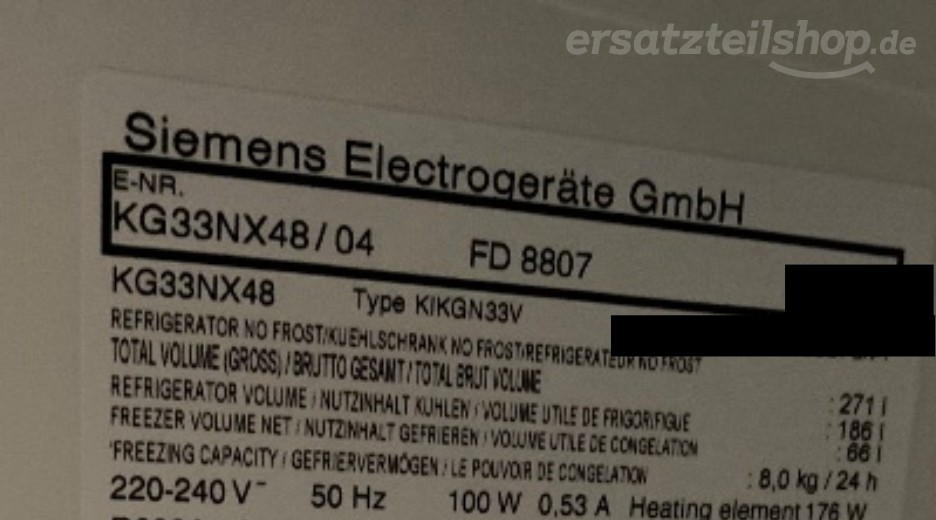 ersatzteilshop.de
Siemens Electrogeräte GmbH
E-NR.
KG33NX48/04 FD 8807
KG33NX48 Type KIKGN33V
REFRIGERATOR NO FROST/KUEHLSCHRANK NO FROST/REFRIGERATEUR NO FROST
TOTAL VOLUME (GROSS) / BRUTTO GESAMT / TOTAL BRUT VOLUME : 271 l
REFRIGERATOR VOLUME / NUTZINHALT KUHLEN / VOLUME UTILE DE FRIGORIFIQUE : 186 l
FREEZER VOLUME NET / NUTZINHALT GEFRIEREN / VOLUME UTILE DE CONGELATION : 66 l
FREEZING CAPACITY / GEFRIERVERMÖGEN / LE POUVOIR DE CONGELATION : 8,0 kg / 24 h
220-240 V~ 50 Hz 100 W 0,53 A Heating element 176 W